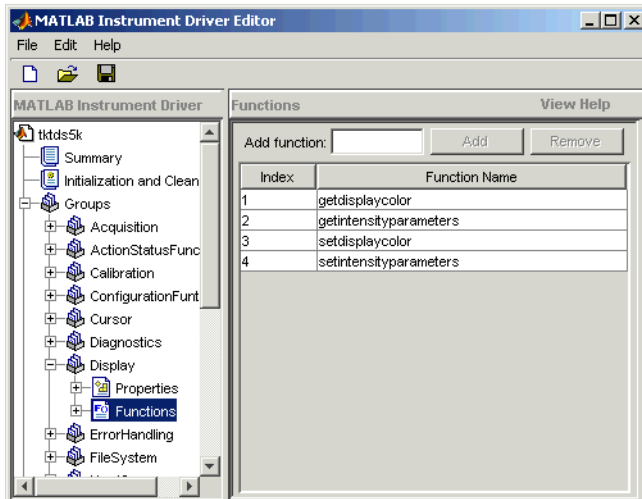 MATLAB Instrument Driver Editor
File Edit Help
MATLAB Instrument Driver
tktds5k
Summary
Initialization and Clean
Groups
Acquisition
ActionStatusFunc
Calibration
ConfigurationFunt
Cursor
Diagnostics
Display
Properties
Functions
ErrorHandling
FileSystem
Functions View Help
Add function: Add Remove
Index Function Name
1 getdisplaycolor
2 getintensityparameters
3 setdisplaycolor
4 setintensityparameters